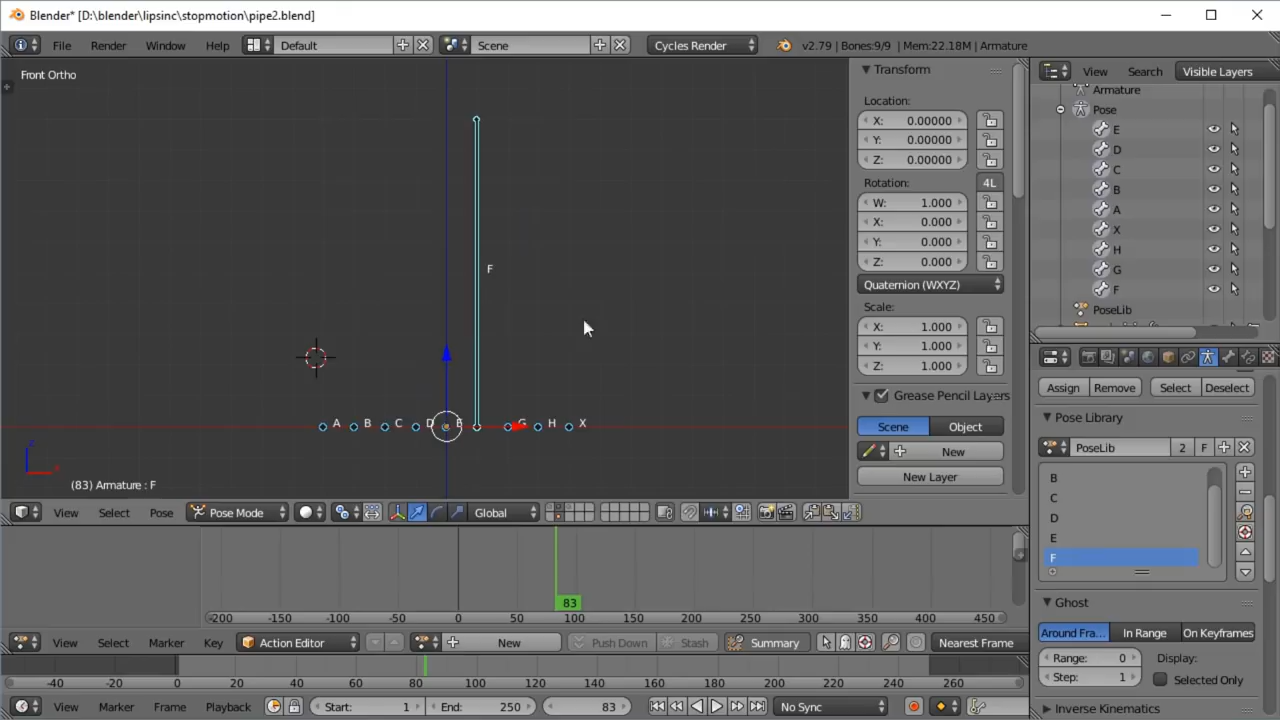 Blender* [D:\blender\lipsinc\stopmotion\pipe2.blend]
File Render Window Help Default Scene Cycles Render v2.79 | Bones:9/9 | Mem:22.18M | Armature
Front Ortho
F
A B C D E G H X
(83) Armature : F
View Select Pose Pose Mode Global
Transform
Location:
X: 0.00000
Y: 0.00000
Z: 0.00000
Rotation: 4L
W: 1.000
X: 0.000
Y: 0.000
Z: 0.000
Quaternion (WXYZ)
Scale:
X: 1.000
Y: 1.000
Z: 1.000
Grease Pencil Layers
Scene Object
New
New Layer
View Search Visible Layers
Armature
Pose
E
D
C
B
A
X
H
G
F
PoseLib
Assign Remove Select Deselect
Pose Library
PoseLib 2 F
B
C
D
E
F
Ghost
Around Fra... In Range On Keyframes
Range: 0 Display:
Step: 1 Selected Only
Inverse Kinematics
83
-200 -150 -100 -50 0 50 100 150 200 250 300 350 400 450
View Select Marker Key Action Editor New Push Down Stash Summary Nearest Frame
-40 -20 0 20 40 60 80 100 120 140 160 180 200 220 240 260
View Marker Frame Playback Start: 1 End: 250 83 No Sync